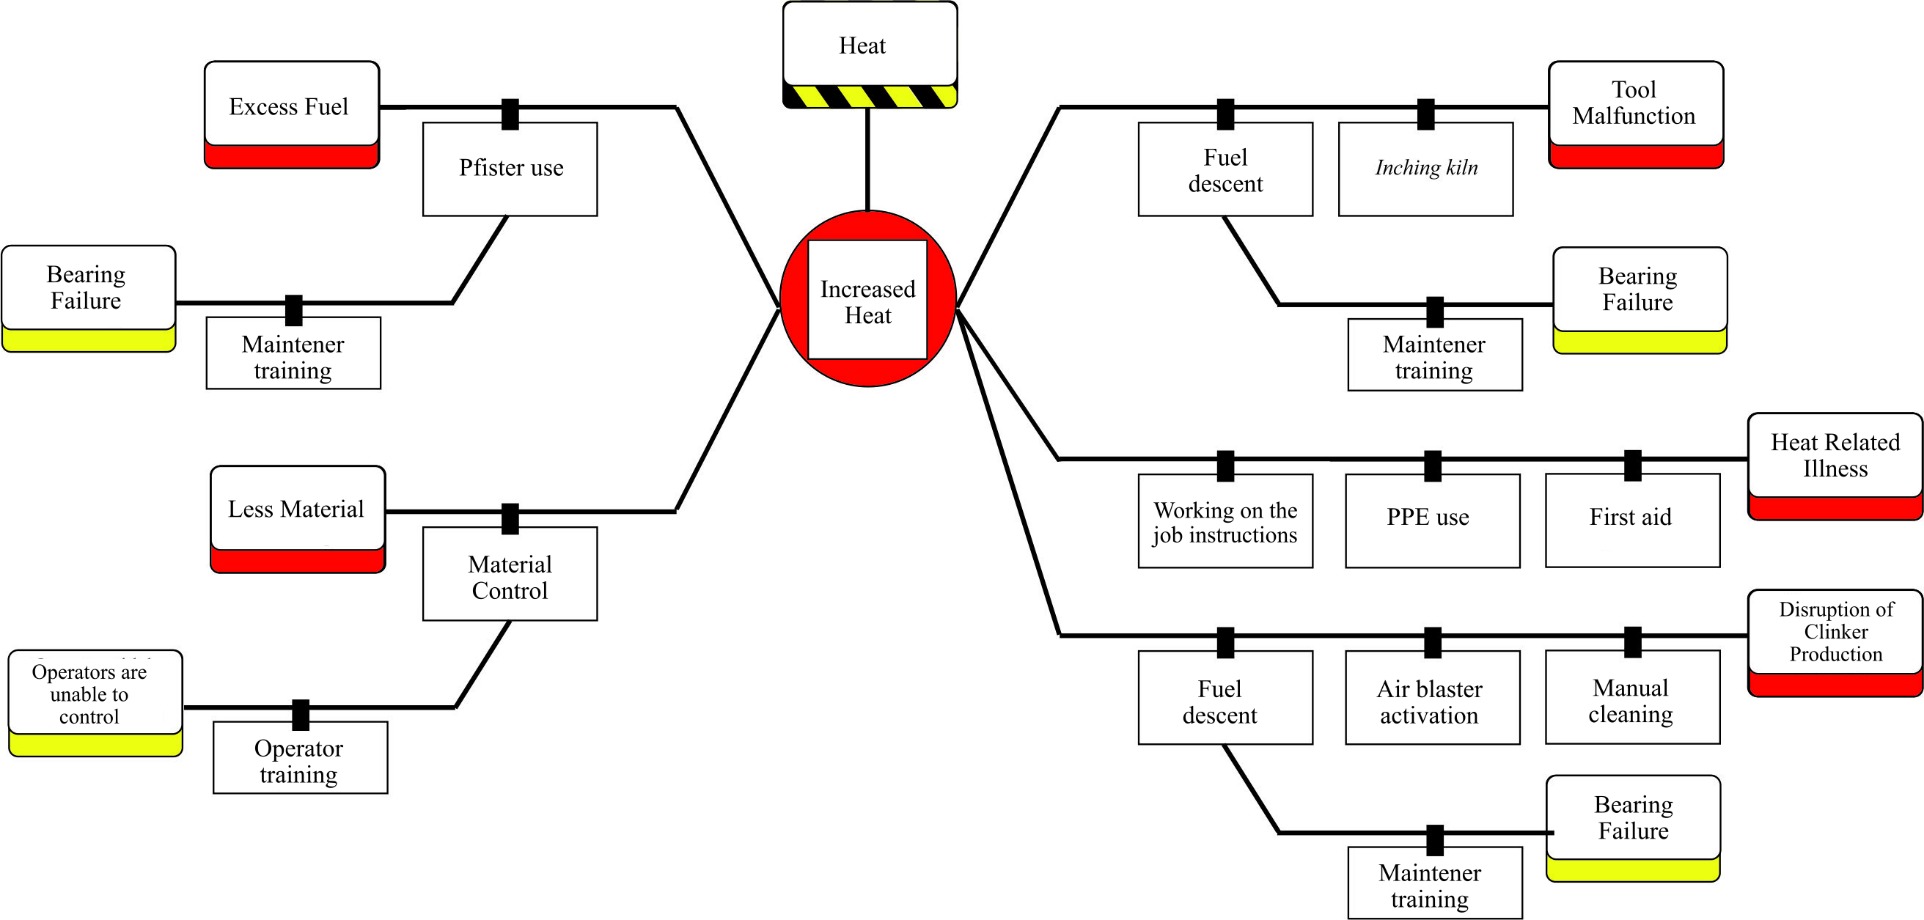 Heat
Excess Fuel
Pfister use
Bearing
Failure
Maintener
training
Less Material
Material
Control
Operators are
unable to
control
Operator
training
Increased
Heat
Tool
Malfunction
Fuel
descent
Inching kiln
Bearing
Failure
Maintener
training
Heat Related
Illness
Working on the
job instructions
PPE use
First aid
Disruption of
Clinker
Production
Fuel
descent
Air blaster
activation
Manual
cleaning
Bearing
Failure
Maintener
training